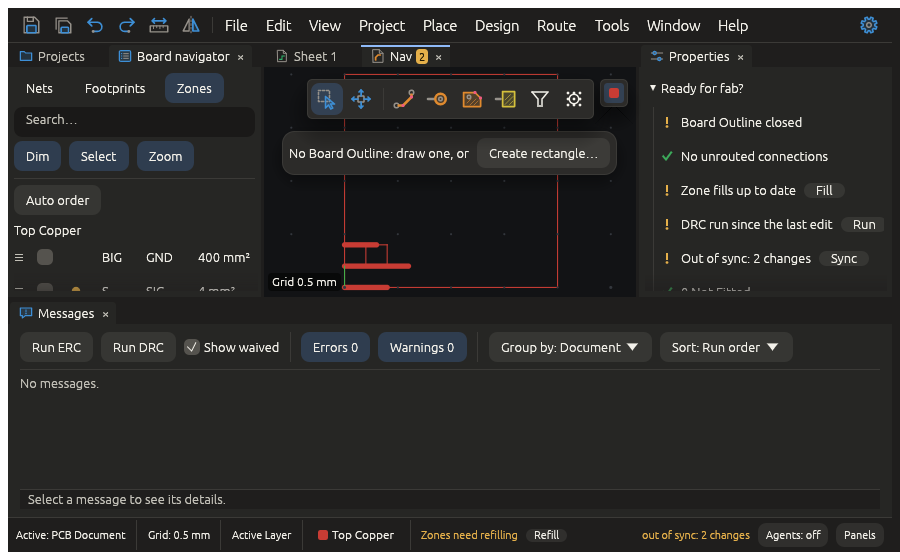 File Edit View Project Place Design Route Tools Window Help
Projects Board navigator × Sheet 1 Nav 2 × Properties ×
Nets Footprints Zones
Search...
Dim Select Zoom
Auto order
Top Copper
BIG GND 400 mm²
S SIG 4 mm²
No Board Outline: draw one, or Create rectangle...
Grid 0.5 mm
Ready for fab?
! Board Outline closed
No unrouted connections
! Zone fills up to date Fill
! DRC run since the last edit Run
! Out of sync: 2 changes Sync
0 Not Fitted
Messages ×
Run ERC Run DRC Show waived Errors 0 Warnings 0 Group by: Document Sort: Run order
No messages.
Select a message to see its details.
Active: PCB Document Grid: 0.5 mm Active Layer Top Copper Zones need refilling Refill out of sync: 2 changes Agents: off Panels